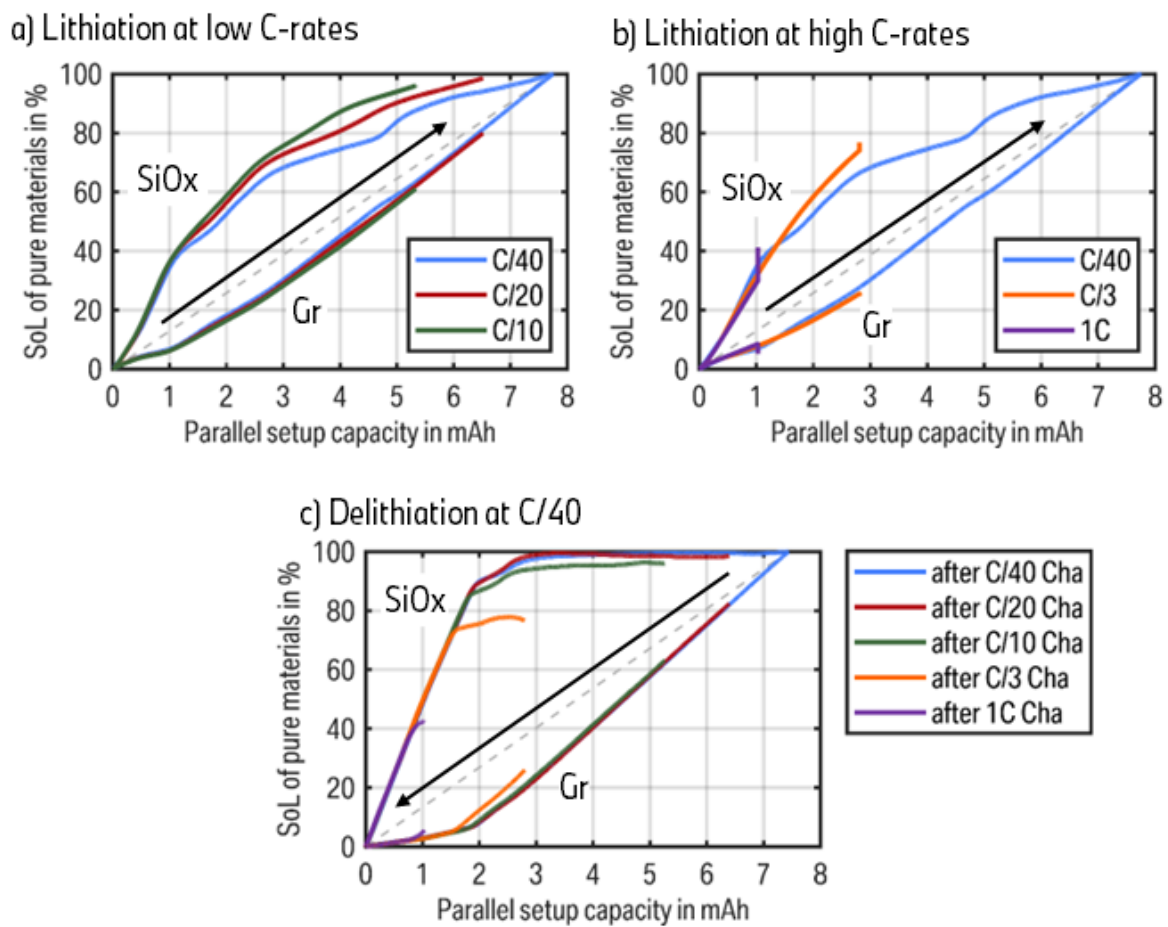 a) Lithiation at low C-rates
SoL of pure materials in %
100
80
60
40
20
0
SiOx
Gr
C/40
C/20
C/10
0 1 2 3 4 5 6 7 8
Parallel setup capacity in mAh
b) Lithiation at high C-rates
SoL of pure materials in %
100
80
60
40
20
0
SiOx
Gr
C/40
C/3
1C
0 1 2 3 4 5 6 7 8
Parallel setup capacity in mAh
c) Delithiation at C/40
SoL of pure materials in %
100
80
60
40
20
0
SiOx
Gr
0 1 2 3 4 5 6 7 8
Parallel setup capacity in mAh
after C/40 Cha
after C/20 Cha
after C/10 Cha
after C/3 Cha
after 1C Cha